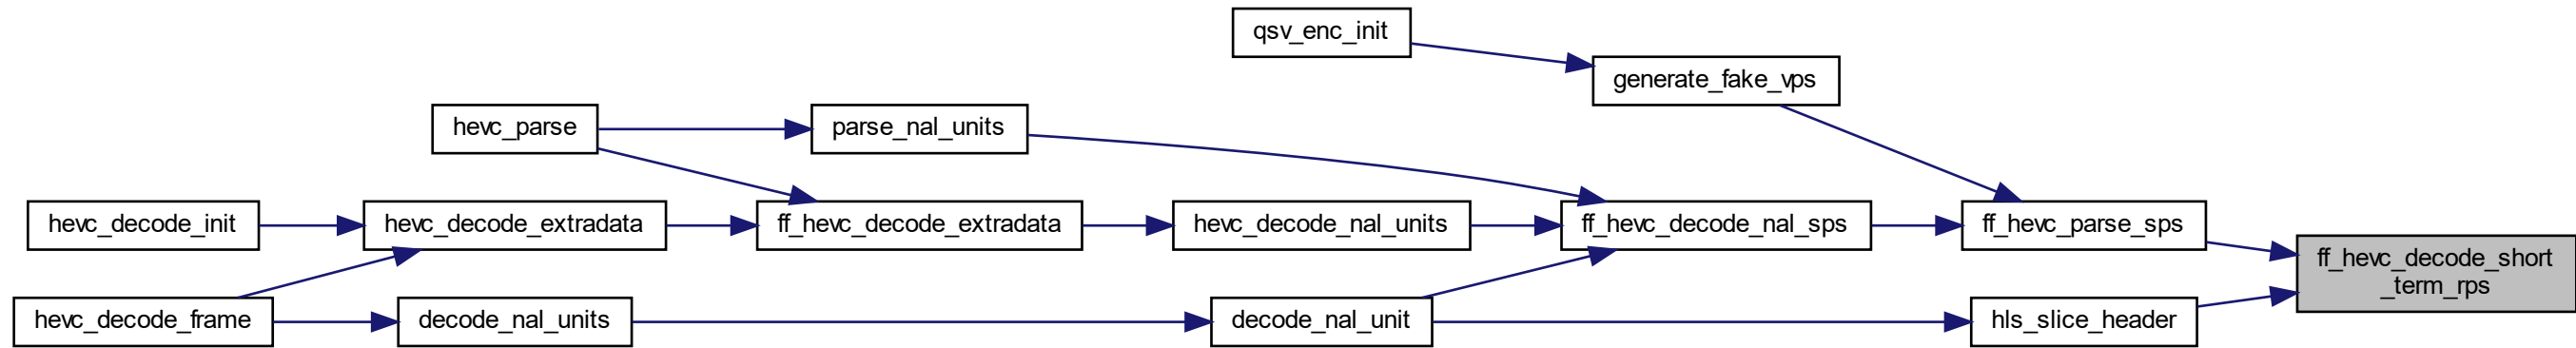 qsv_enc_init
generate_fake_vps
hevc_parse
parse_nal_units
hevc_decode_init
hevc_decode_extradata
ff_hevc_decode_extradata
hevc_decode_nal_units
ff_hevc_decode_nal_sps
ff_hevc_parse_sps
ff_hevc_decode_short
_term_rps
hevc_decode_frame
decode_nal_units
decode_nal_unit
hls_slice_header